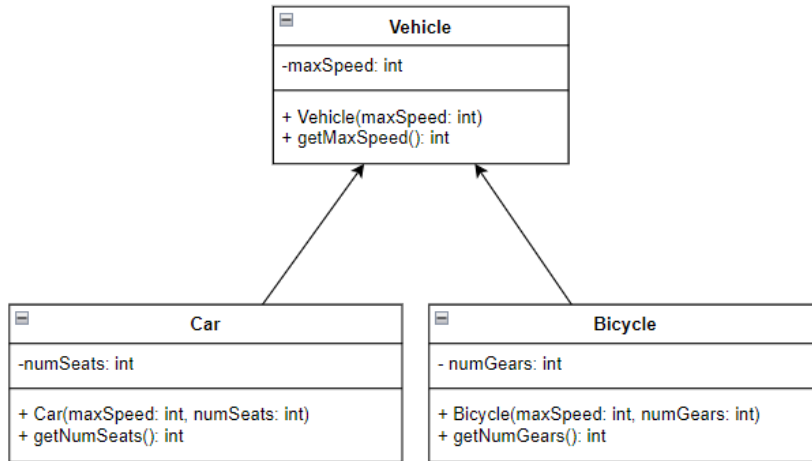 Vehicle
-maxSpeed: int
+ Vehicle(maxSpeed: int)
+ getMaxSpeed(): int
Car
-numSeats: int
+ Car(maxSpeed: int, numSeats: int)
+ getNumSeats(): int
Bicycle
- numGears: int
+ Bicycle(maxSpeed: int, numGears: int)
+ getNumGears(): int